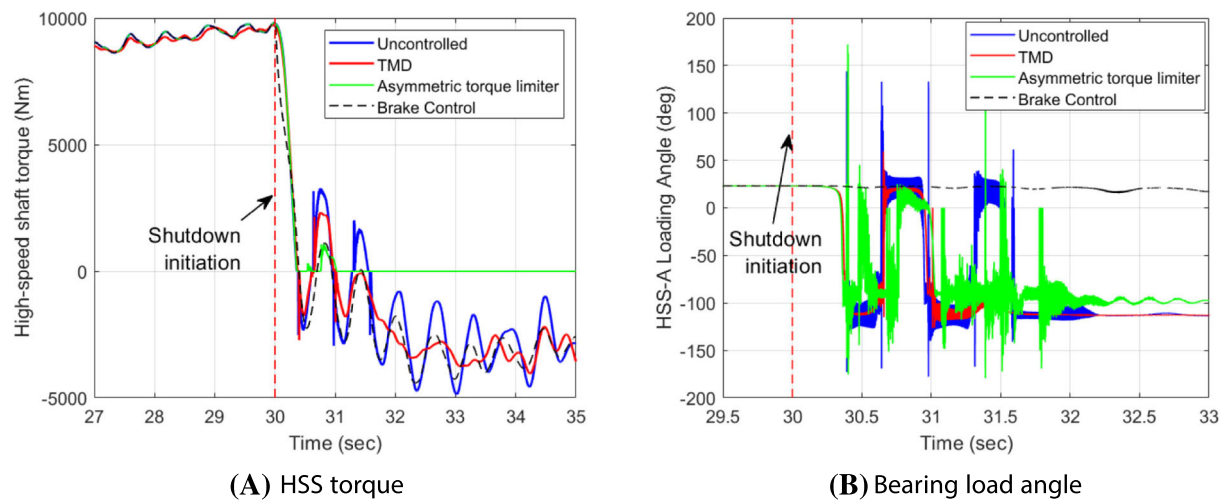 10000
5000
0
-5000
High-speed shaft torque (Nm)
27
28
29
30
31
32
33
34
35
Time (sec)
Uncontrolled
TMD
Asymmetric torque limiter
Brake Control
Shutdown
initiation
(A) HSS torque
200
150
100
50
0
-50
-100
-150
-200
HSS-A Loading Angle (deg)
29.5
30
30.5
31
31.5
32
32.5
33
Time (sec)
Uncontrolled
TMD
Asymmetric torque limiter
Brake Control
Shutdown
initiation
(B) Bearing load angle